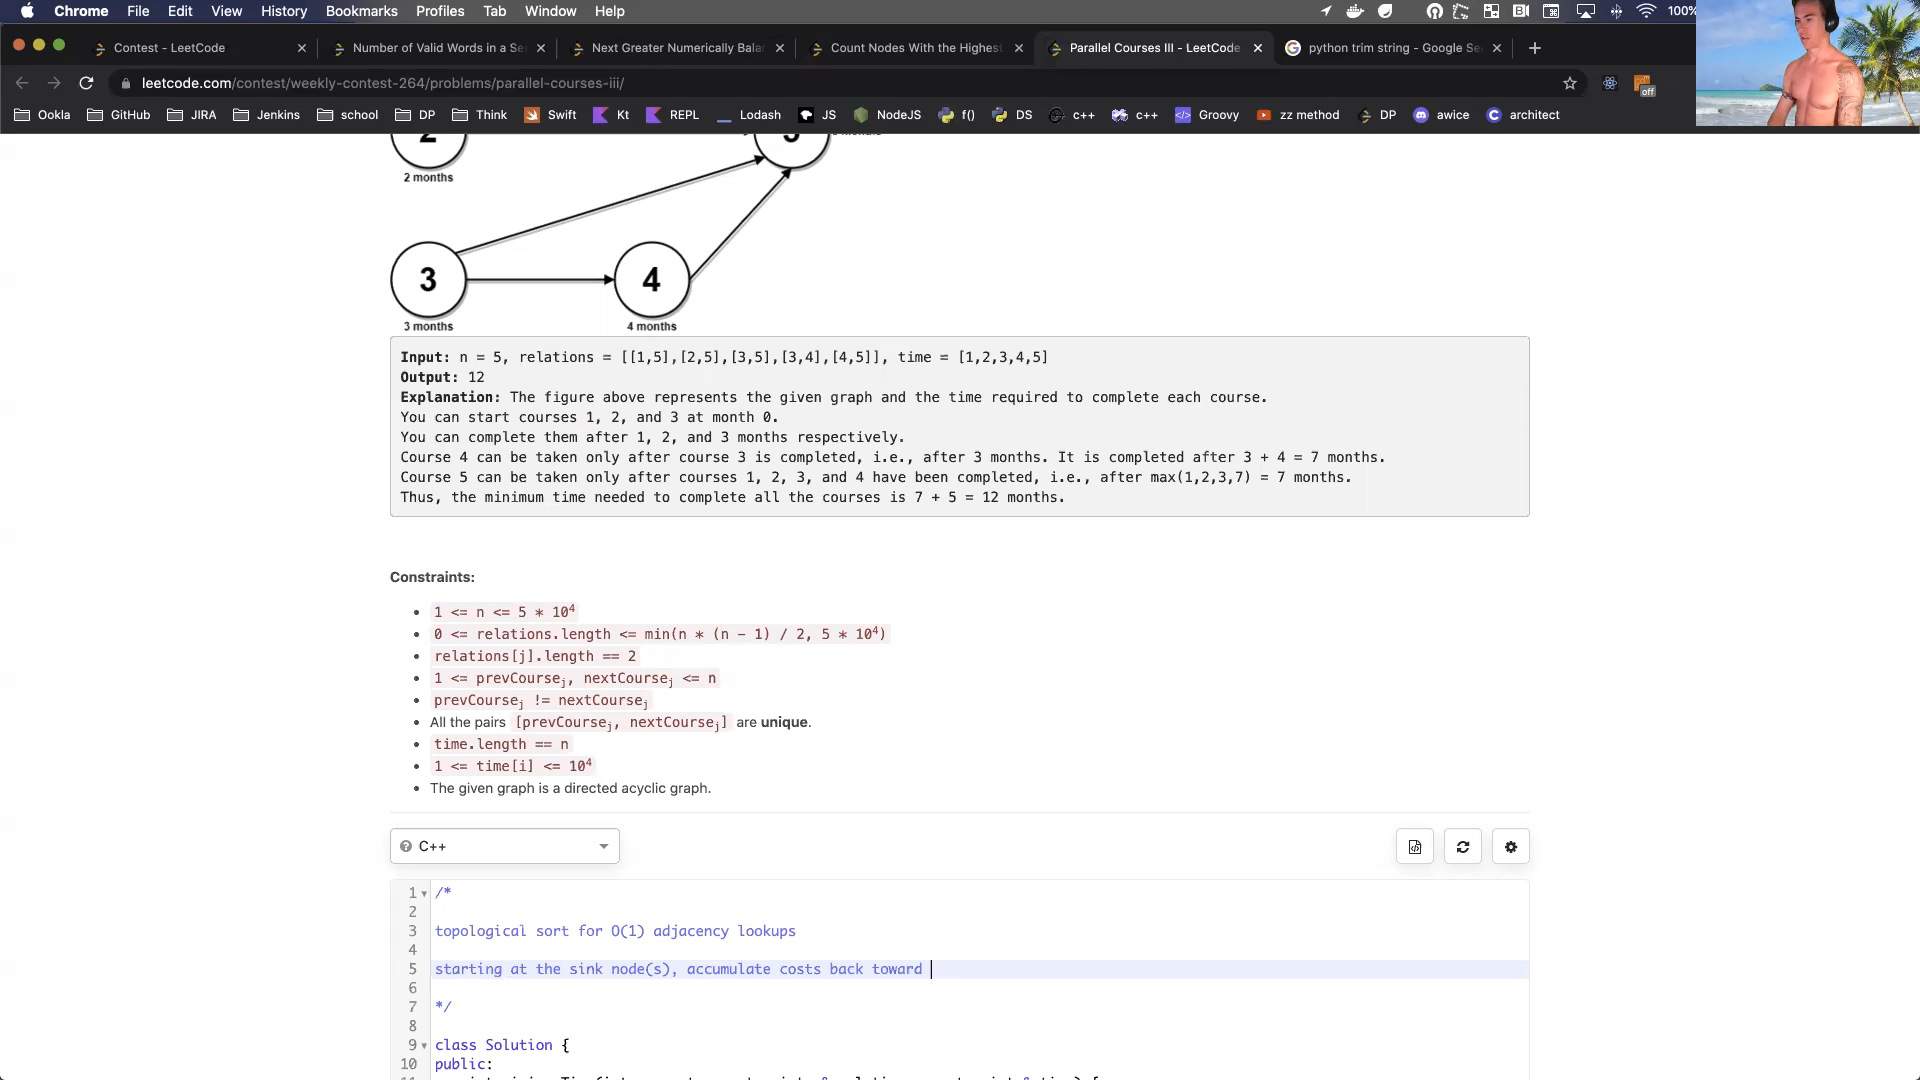 Chrome File Edit View History Bookmarks Profiles Tab Window Help 100%
Contest - LeetCode Number of Valid Words in a Se Next Greater Numerically Bala Count Nodes With the Highest Parallel Courses III - LeetCode python trim string - Google Se
leetcode.com/contest/weekly-contest-264/problems/parallel-courses-iii/
off
Ookla GitHub JIRA Jenkins school DP Think Swift Kt REPL Lodash JS NodeJS f() DS c++ c++ Groovy zz method DP awice architect
2 5
2 months
3 4
3 months 4 months
Input: n = 5, relations = [[1,5],[2,5],[3,5],[3,4],[4,5]], time = [1,2,3,4,5]
Output: 12
Explanation: The figure above represents the given graph and the time required to complete each course.
You can start courses 1, 2, and 3 at month 0.
You can complete them after 1, 2, and 3 months respectively.
Course 4 can be taken only after course 3 is completed, i.e., after 3 months. It is completed after 3 + 4 = 7 months.
Course 5 can be taken only after courses 1, 2, 3, and 4 have been completed, i.e., after max(1,2,3,7) = 7 months.
Thus, the minimum time needed to complete all the courses is 7 + 5 = 12 months.
Constraints:
1 <= n <= 5 * 10⁴
0 <= relations.length <= min(n * (n - 1) / 2, 5 * 10⁴)
relations[j].length == 2
1 <= prevCourseⱼ, nextCourseⱼ <= n
prevCourseⱼ != nextCourseⱼ
All the pairs [prevCourseⱼ, nextCourseⱼ] are unique.
time.length == n
1 <= time[i] <= 10⁴
The given graph is a directed acyclic graph.
C++
1 /*
2
3 topological sort for O(1) adjacency lookups
4
5 starting at the sink node(s), accumulate costs back toward
6
7 */
8
9 class Solution {
10 public: